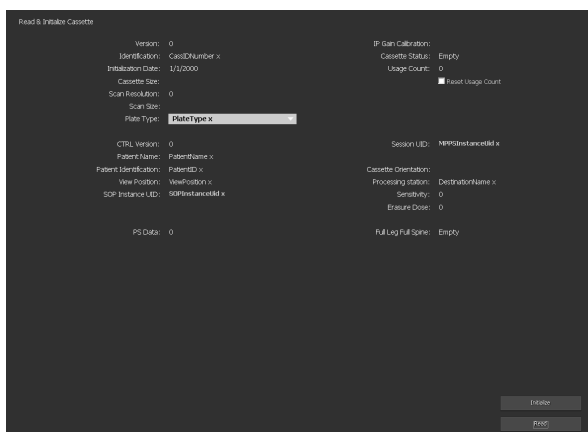 Read & Initialize Cassette
Version: 0
Identification: CassIDNumber x
Initialization Date: 1/1/2000
Cassette Size:
Scan Resolution: 0
Scan Size:
Plate Type: PlateType x
IP Gain Calibration:
Cassette Status: Empty
Usage Count: 0
Reset Usage Count
CTRL Version: 0
Patient Name: PatientName x
Patient Identification: PatientID x
View Position: ViewPosition x
SOP Instance UID: SOPInstanceUid x
Session UID: MPPSInstanceUid x
Cassette Orientation:
Processing station: DestinationName x
Sensitivity: 0
Erasure Dose: 0
PS Data: 0
Full Leg Full Spine: Empty
Initialize
Read